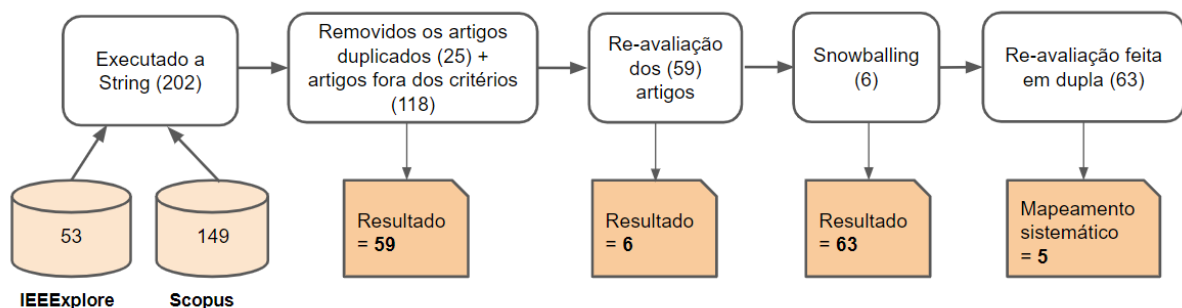 Executado a
String (202)
Removidos os artigos
duplicados (25) +
artigos fora dos critérios
(118)
Re-avaliação
dos (59)
artigos
Snowballing
(6)
Re-avaliação feita
em dupla (63)
53
149
IEEExplore
Scopus
Resultado
= 59
Resultado
= 6
Resultado
= 63
Mapeamento
sistemático
= 5